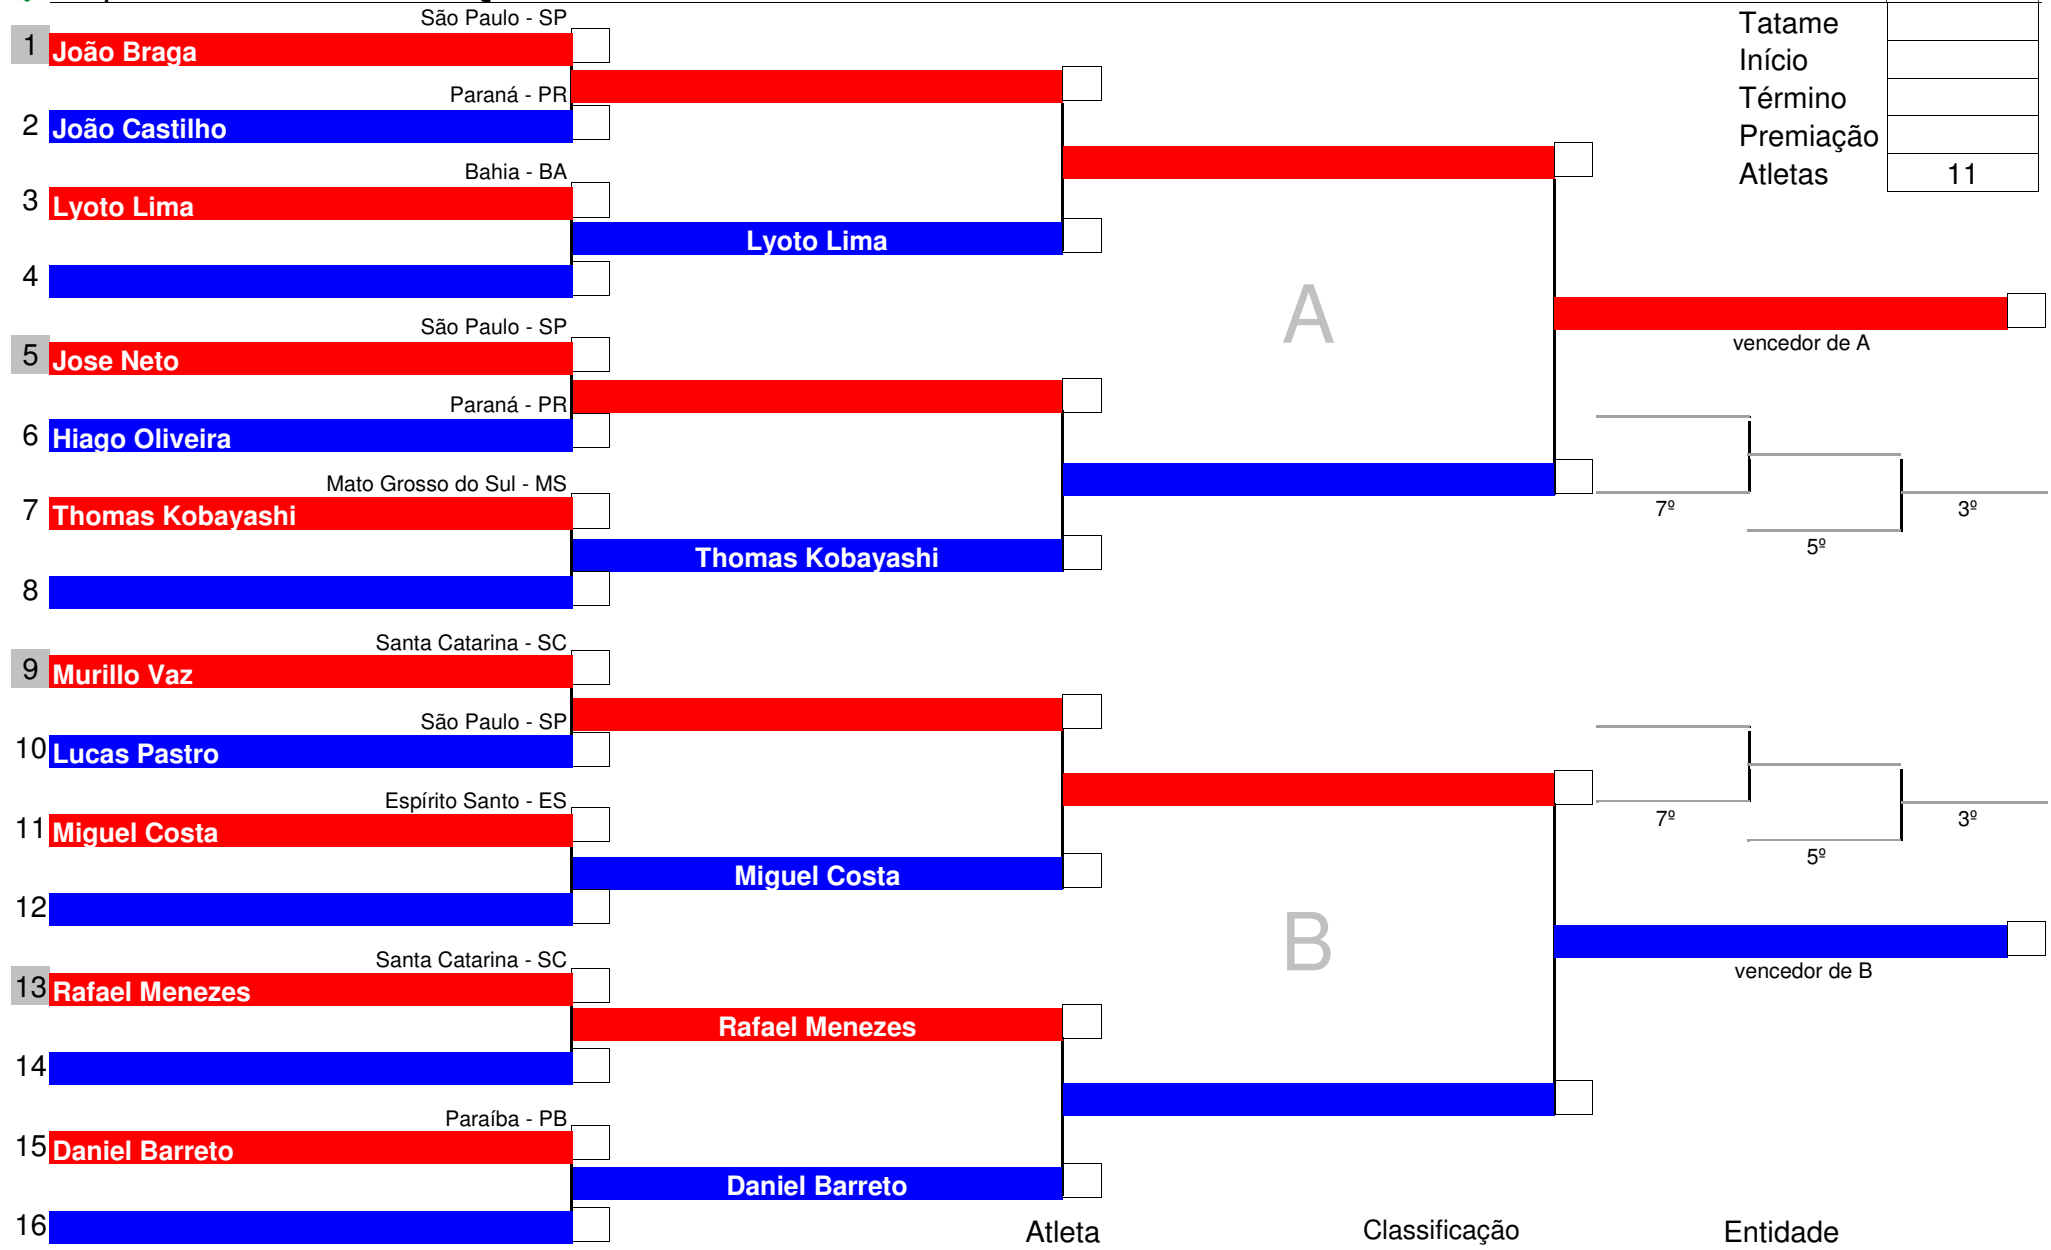 São Paulo - SP
1 João Braga
Paraná - PR
2 João Castilho
Bahia - BA
3 Lyoto Lima
Lyoto Lima
4
São Paulo - SP
5 Jose Neto
Paraná - PR
6 Hiago Oliveira
Mato Grosso do Sul - MS
7 Thomas Kobayashi
Thomas Kobayashi
8
Santa Catarina - SC
9 Murillo Vaz
São Paulo - SP
10 Lucas Pastro
Espírito Santo - ES
11 Miguel Costa
Miguel Costa
12
Santa Catarina - SC
13 Rafael Menezes
Rafael Menezes
14
Paraíba - PB
15 Daniel Barreto
Daniel Barreto
16
A
B
Tatame
Início
Término
Premiação
Atletas 11
vencedor de A
7º
3º
5º
7º
3º
5º
vencedor de B
Atleta
Classificação
Entidade